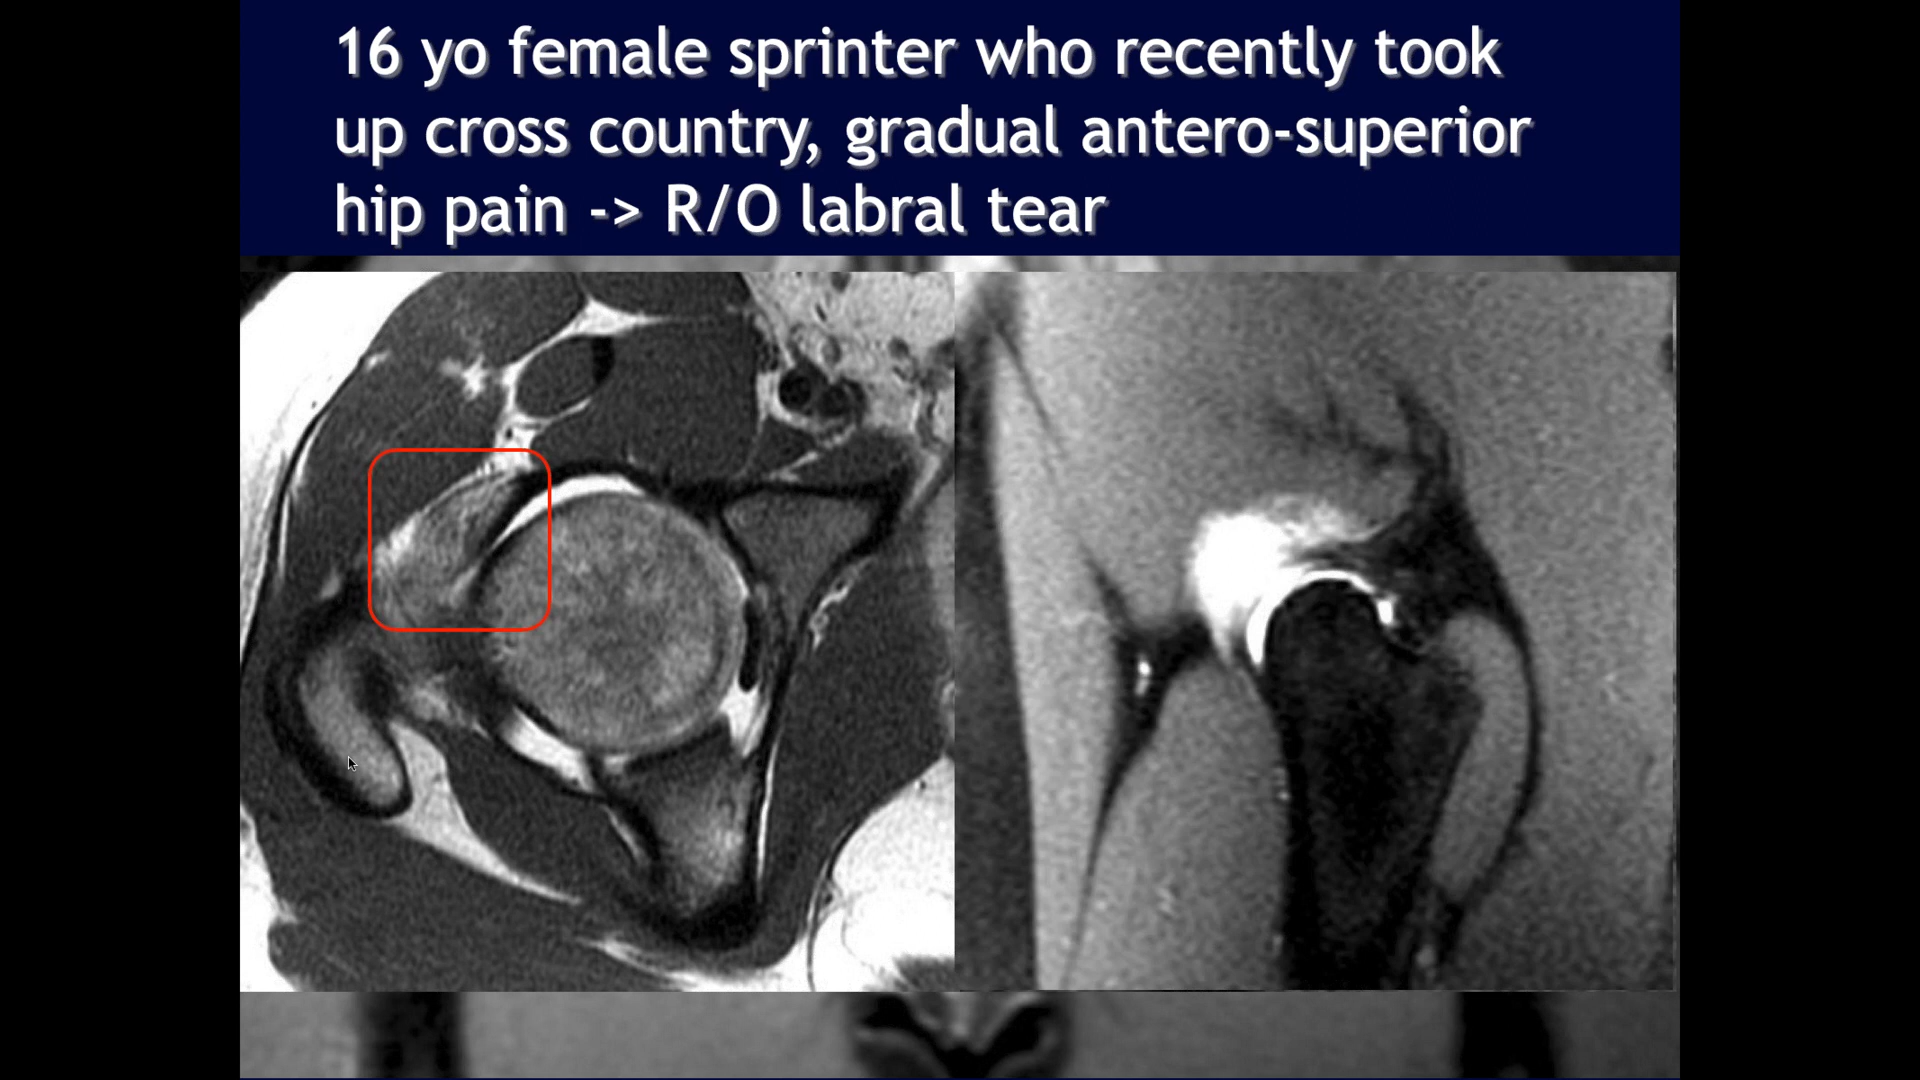 16 yo female sprinter who recently took
up cross country, gradual antero-superior
hip pain -> R/O labral tear